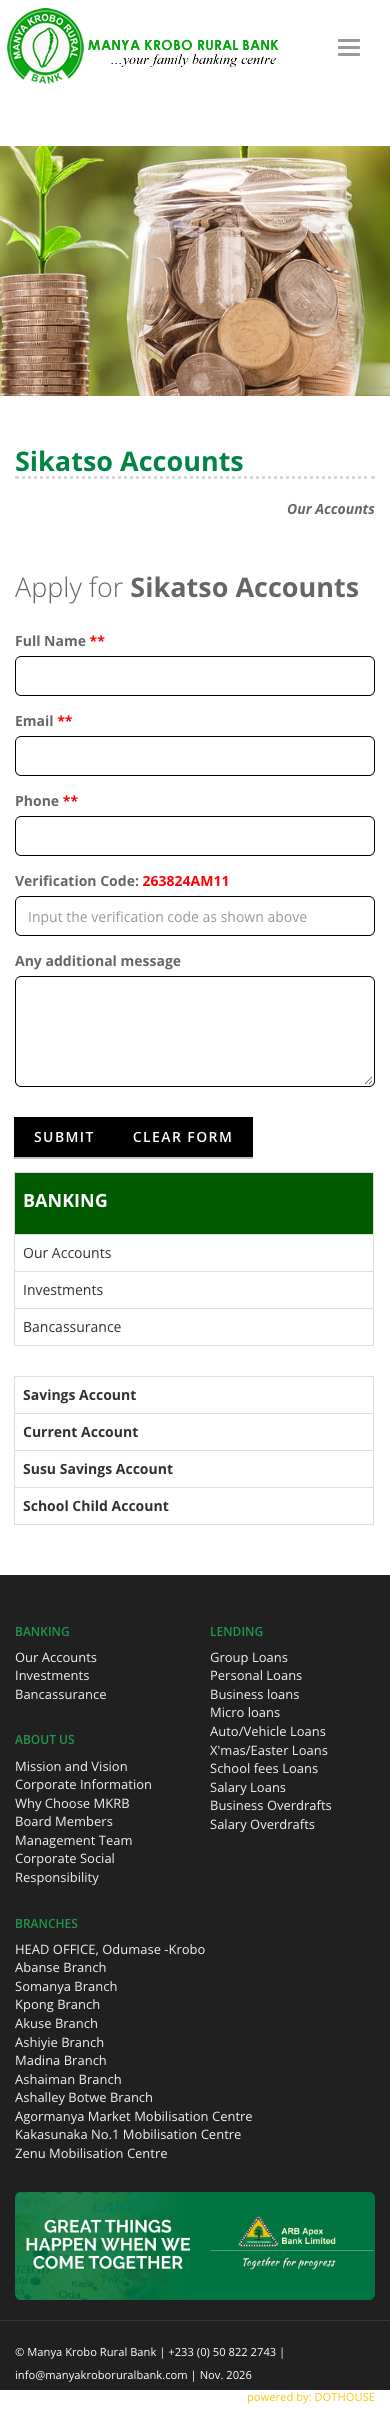 MANYA KROBO RURAL
BANK
MANYA KROBO RURAL BANK
...your family banking centre
Sikatso Accounts
Our Accounts
Apply for Sikatso Accounts
Full Name **
Email **
Phone **
Verification Code: 263824AM11
Input the verification code as shown above
Any additional message
SUBMIT CLEAR FORM
BANKING
Our Accounts
Investments
Bancassurance
Savings Account
Current Account
Susu Savings Account
School Child Account
BANKING
Our Accounts
Investments
Bancassurance
LENDING
Group Loans
Personal Loans
Business loans
Micro loans
Auto/Vehicle Loans
X'mas/Easter Loans
School fees Loans
Salary Loans
Business Overdrafts
Salary Overdrafts
ABOUT US
Mission and Vision
Corporate Information
Why Choose MKRB
Board Members
Management Team
Corporate Social
Responsibility
BRANCHES
HEAD OFFICE, Odumase -Krobo
Abanse Branch
Somanya Branch
Kpong Branch
Akuse Branch
Ashiyie Branch
Madina Branch
Ashaiman Branch
Ashalley Botwe Branch
Agormanya Market Mobilisation Centre
Kakasunaka No.1 Mobilisation Centre
Zenu Mobilisation Centre
GREAT THINGS
HAPPEN WHEN WE
COME TOGETHER
ARB Apex
Bank Limited
Together for progress
© Manya Krobo Rural Bank | +233 (0) 50 822 2743 |
info@manyakroboruralbank.com | Nov. 2026
powered by: DOTHOUSE